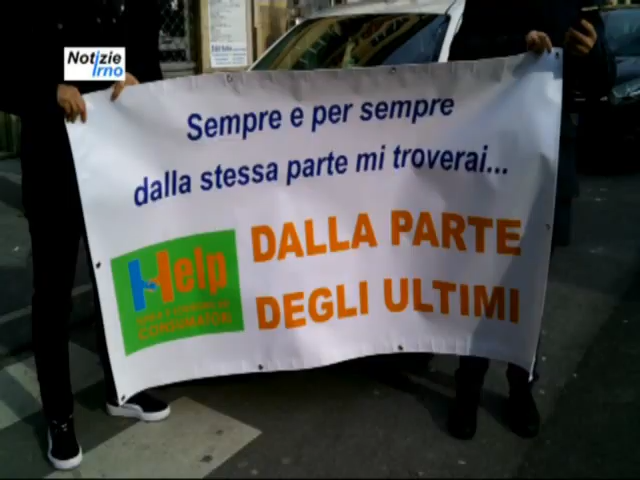 Notizie
Irno
Sempre e per sempre
dalla stessa parte mi troverai...
Help
CONSUMATORI
DALLA PARTE
DEGLI ULTIMI